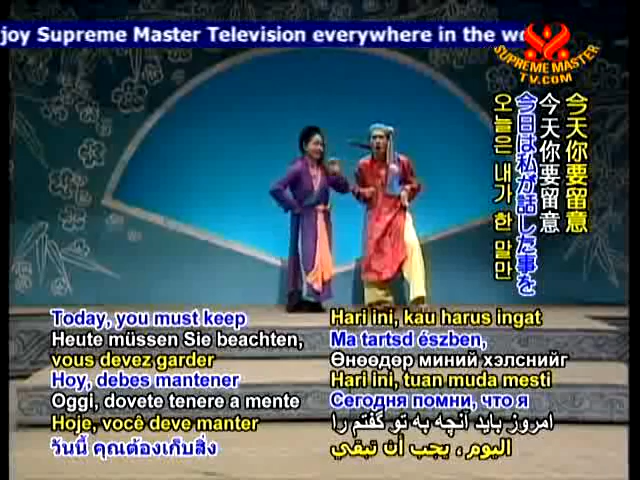 joy Supreme Master Television everywhere in the wo
SUPREME MASTER
TV.COM
今天你要留意
今天你要留意
今日は私が話した事を
오늘은 내가 한 말만
Today, you must keep
Heute müssen Sie beachten,
vous devez garder
Hoy, debes mantener
Oggi, dovete tenere a mente
Hoje, você deve manter
วันนี้ คุณต้องเก็บสิ่ง
Hari ini, kau harus ingat
Ma tartsd észben,
Өнөөдөр миний хэлснийг
Hari ini, tuan muda mesti
Сегодня помни, что я
امروز باید آنچه به تو گفتم را
اليوم ، يجب أن تبقي